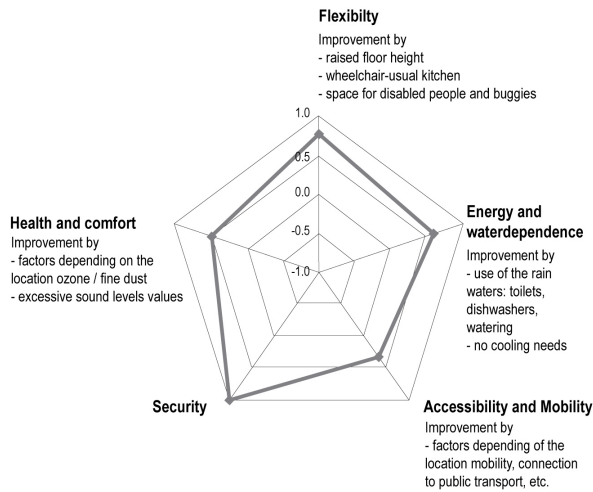 Flexibilty
Improvement by
- raised floor height
- wheelchair-usual kitchen
- space for disabled people and buggies
1.0
0.5
0.0
-0.5
-1.0
Health and comfort
Improvement by
- factors depending on the
location ozone / fine dust
- excessive sound levels values
Energy and
waterdependence
Improvement by
- use of the rain
waters: toilets,
dishwashers,
watering
- no cooling needs
Security
Accessibility and Mobility
Improvement by
- factors depending of the
location mobility, connection
to public transport, etc.